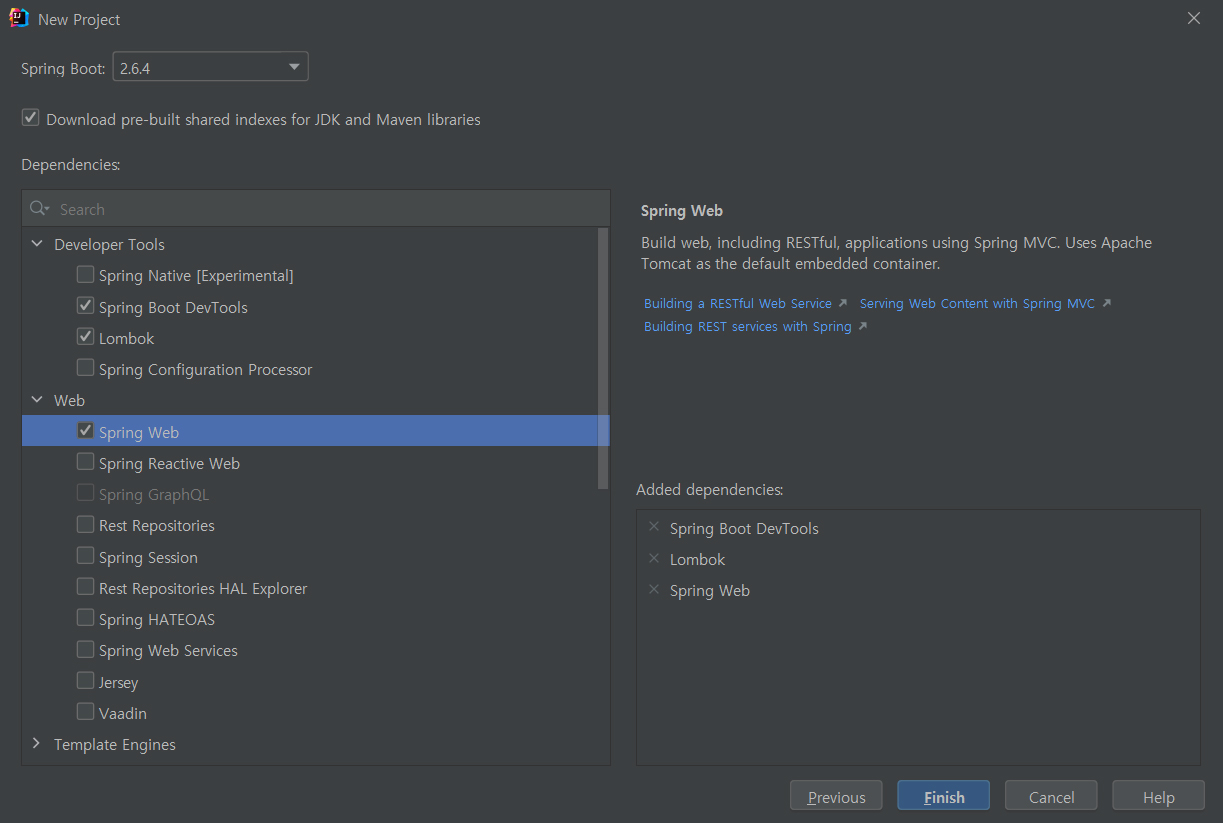 New Project
Spring Boot: 2.6.4
Download pre-built shared indexes for JDK and Maven libraries
Dependencies:
Search
Developer Tools
Spring Native [Experimental]
Spring Boot DevTools
Lombok
Spring Configuration Processor
Web
Spring Web
Spring Reactive Web
Spring GraphQL
Rest Repositories
Spring Session
Rest Repositories HAL Explorer
Spring HATEOAS
Spring Web Services
Jersey
Vaadin
Template Engines
Spring Web
Build web, including RESTful, applications using Spring MVC. Uses Apache
Tomcat as the default embedded container.
Building a RESTful Web Service Serving Web Content with Spring MVC
Building REST services with Spring
Added dependencies:
Spring Boot DevTools
Lombok
Spring Web
Previous Finish Cancel Help